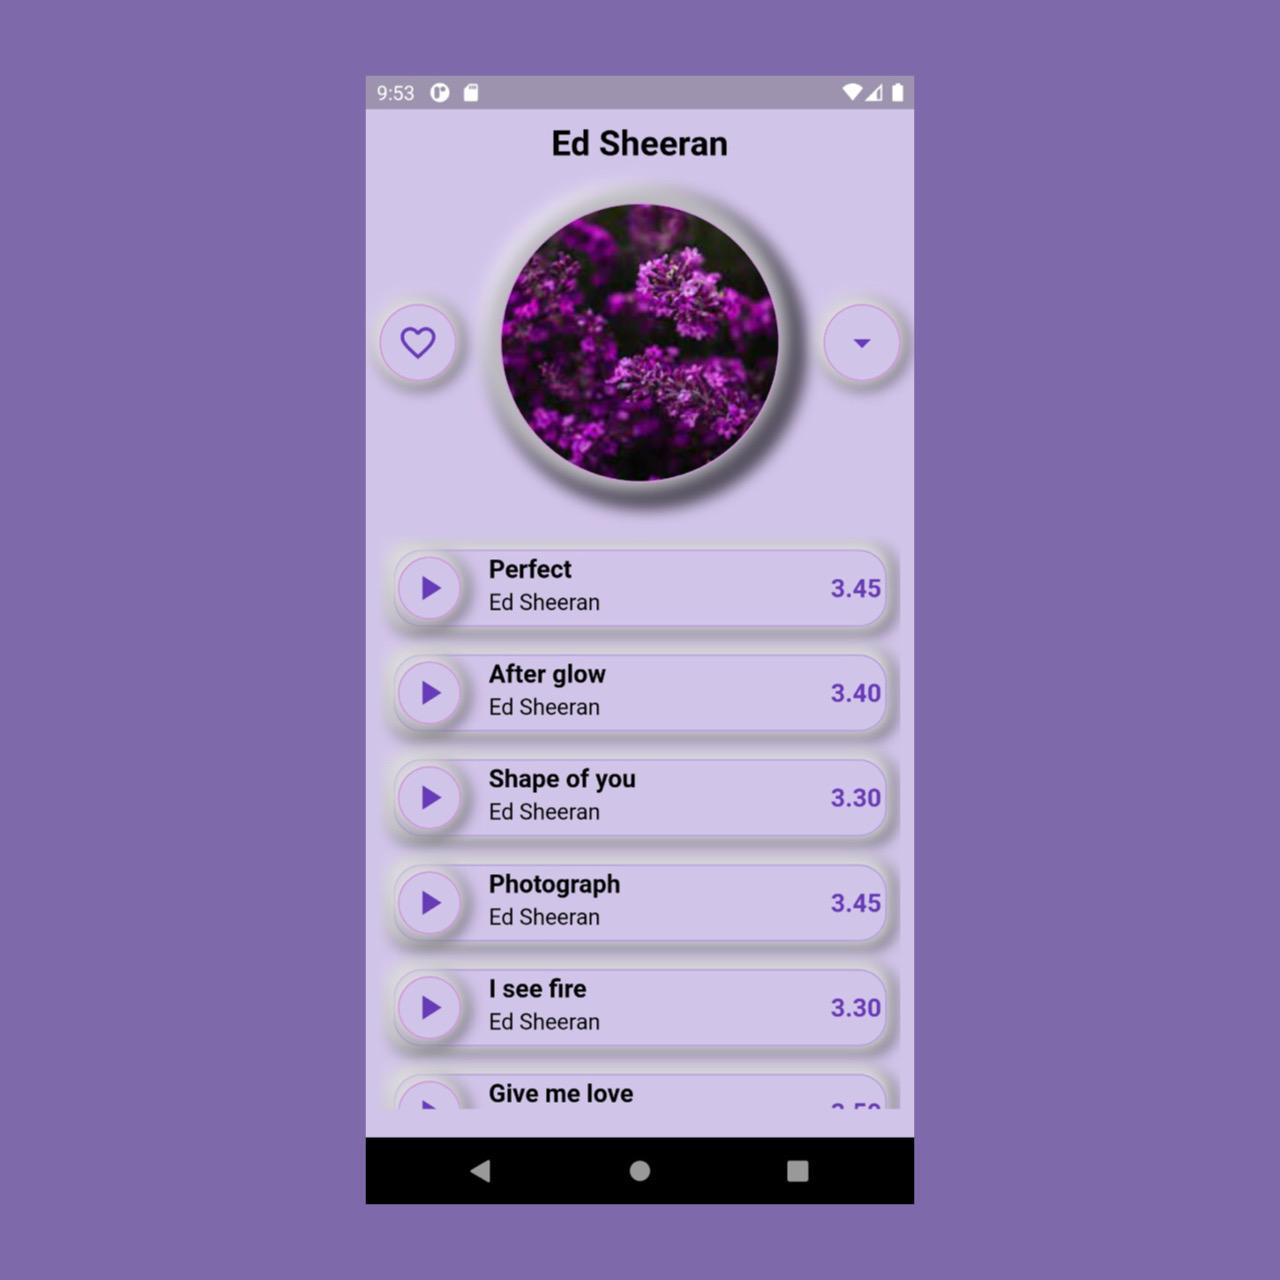 9:53
Ed Sheeran
Perfect
Ed Sheeran
3.45
After glow
Ed Sheeran
3.40
Shape of you
Ed Sheeran
3.30
Photograph
Ed Sheeran
3.45
I see fire
Ed Sheeran
3.30
Give me love